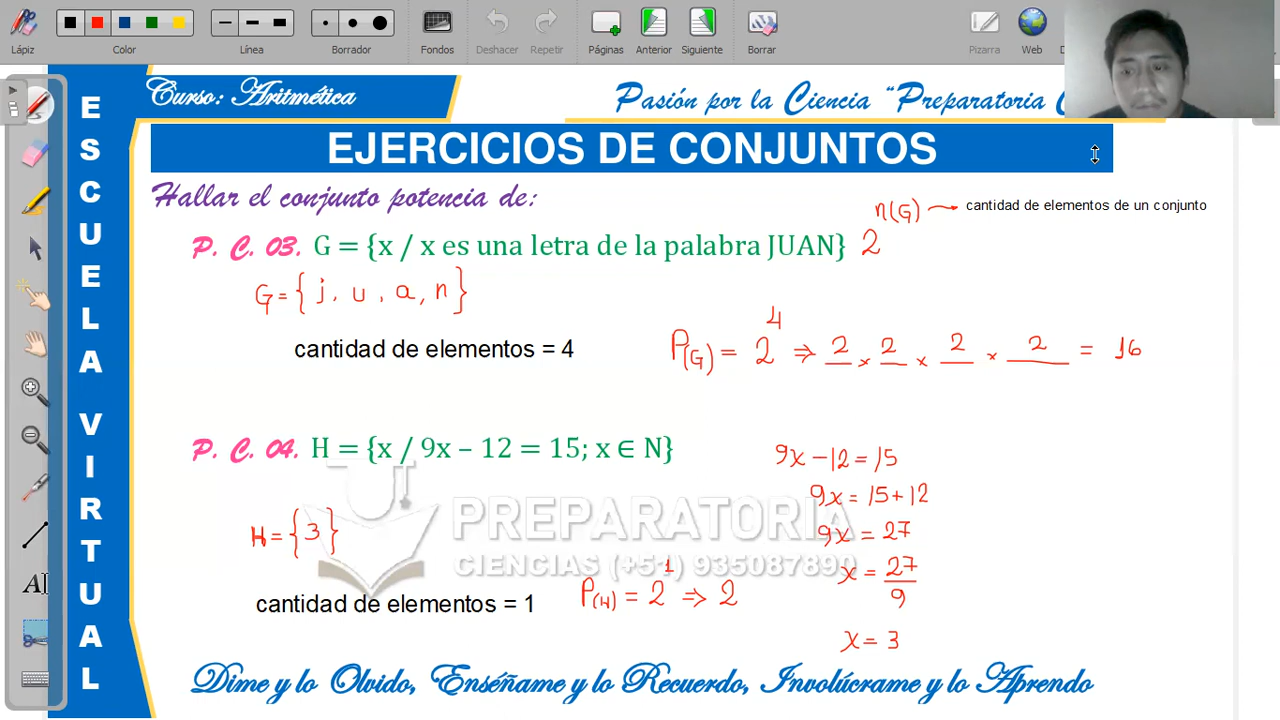 Lápiz
Color
Línea
Borrador
Fondos
Deshacer
Repetir
Páginas
Anterior
Siguiente
Borrar
Pizarra
Web
ESCUELA VIRTUAL
Curso: Aritmética
Pasión por la Ciencia “Preparatoria
EJERCICIOS DE CONJUNTOS
Hallar el conjunto potencia de:
n(G) → cantidad de elementos de un conjunto
P. C. 03. G = {x / x es una letra de la palabra JUAN} 2
G = { j, u, a, n }
cantidad de elementos = 4
P(G) = 2⁴ ⇒ 2 × 2 × 2 × 2 = 16
P. C. 04. H = {x / 9x – 12 = 15; x ∈ N}
9x – 12 = 15
9x = 15 + 12
9x = 27
x = 27/9
x = 3
H = { 3 }
PREPARATORIA
CIENCIAS (+51) 935087890
cantidad de elementos = 1
P(H) = 2¹ ⇒ 2
Dime y lo Olvido, Enséñame y lo Recuerdo, Involúcrame y lo Aprendo